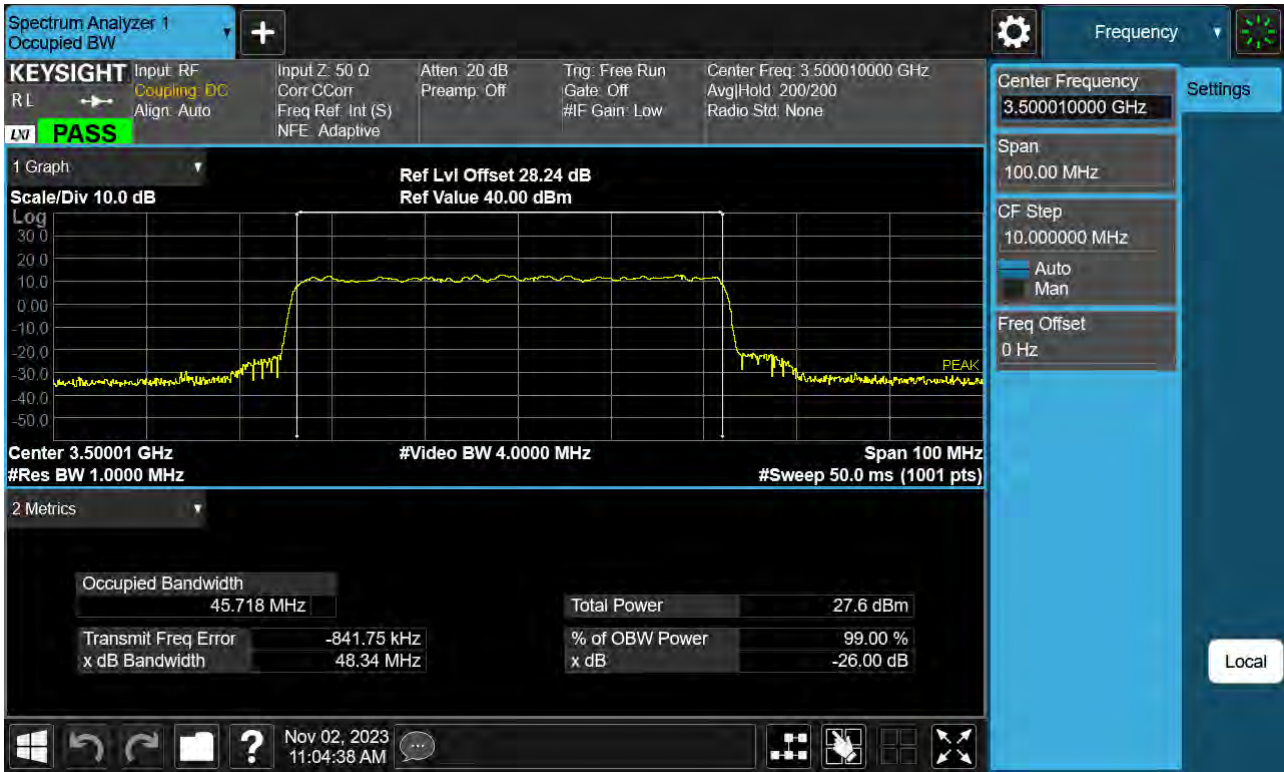 Spectrum Analyzer 1
Occupied BW
+
Frequency
KEYSIGHT
RL
LXI
PASS
Input: RF
Coupling: DC
Align: Auto
Input Z: 50 Ω
Corr CCorr
Freq Ref: Int (S)
NFE: Adaptive
Atten: 20 dB
Preamp: Off
Trig: Free Run
Gate: Off
#IF Gain: Low
Center Freq: 3.500010000 GHz
Avg|Hold: 200/200
Radio Std: None
Center Frequency
3.500010000 GHz
Settings
Span
100.00 MHz
CF Step
10.000000 MHz
Auto
Man
Freq Offset
0 Hz
1 Graph
Scale/Div 10.0 dB
Ref Lvl Offset 28.24 dB
Ref Value 40.00 dBm
Log
30.0
20.0
10.0
0.00
-10.0
-20.0
-30.0
-40.0
-50.0
PEAK
Center 3.50001 GHz
#Video BW 4.0000 MHz
Span 100 MHz
#Res BW 1.0000 MHz
#Sweep 50.0 ms (1001 pts)
2 Metrics
Occupied Bandwidth
45.718 MHz
Total Power 27.6 dBm
Transmit Freq Error -841.75 kHz
% of OBW Power 99.00 %
x dB Bandwidth 48.34 MHz
x dB -26.00 dB
Local
?
Nov 02, 2023
11:04:38 AM